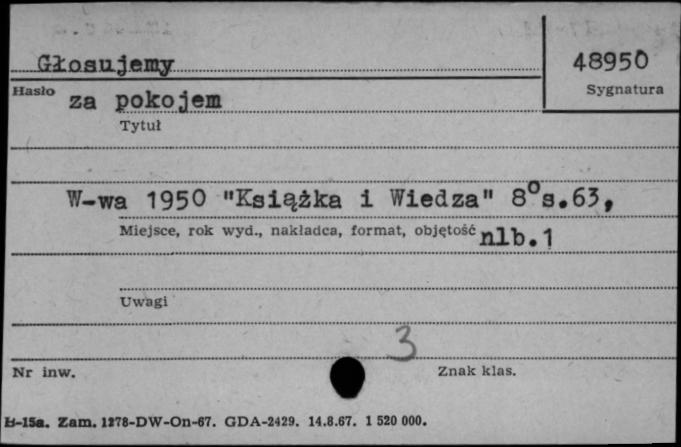 Głosujemy
48950
Hasło
Sygnatura
za pokojem
Tytuł
W-wa 1950 "Książka i Wiedza" 8° s.63,
Miejsce, rok wyd., nakładca, format, objętość nlb.1
Uwagi
3
Nr inw.
Znak klas.
B-15a. Zam. 1278-DW-On-67. GDA-2429. 14.8.67. 1 520 000.